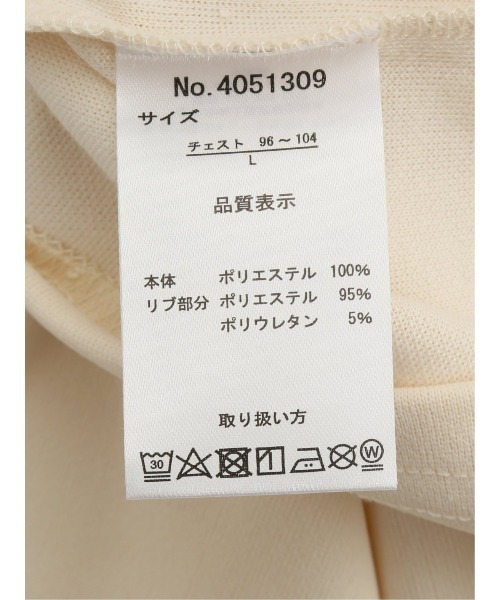 No.4051309
サイズ
チェスト 96～104
L
品質表示
本体 ポリエステル 100%
リブ部分 ポリエステル 95%
ポリウレタン 5%
取り扱い方
30 W